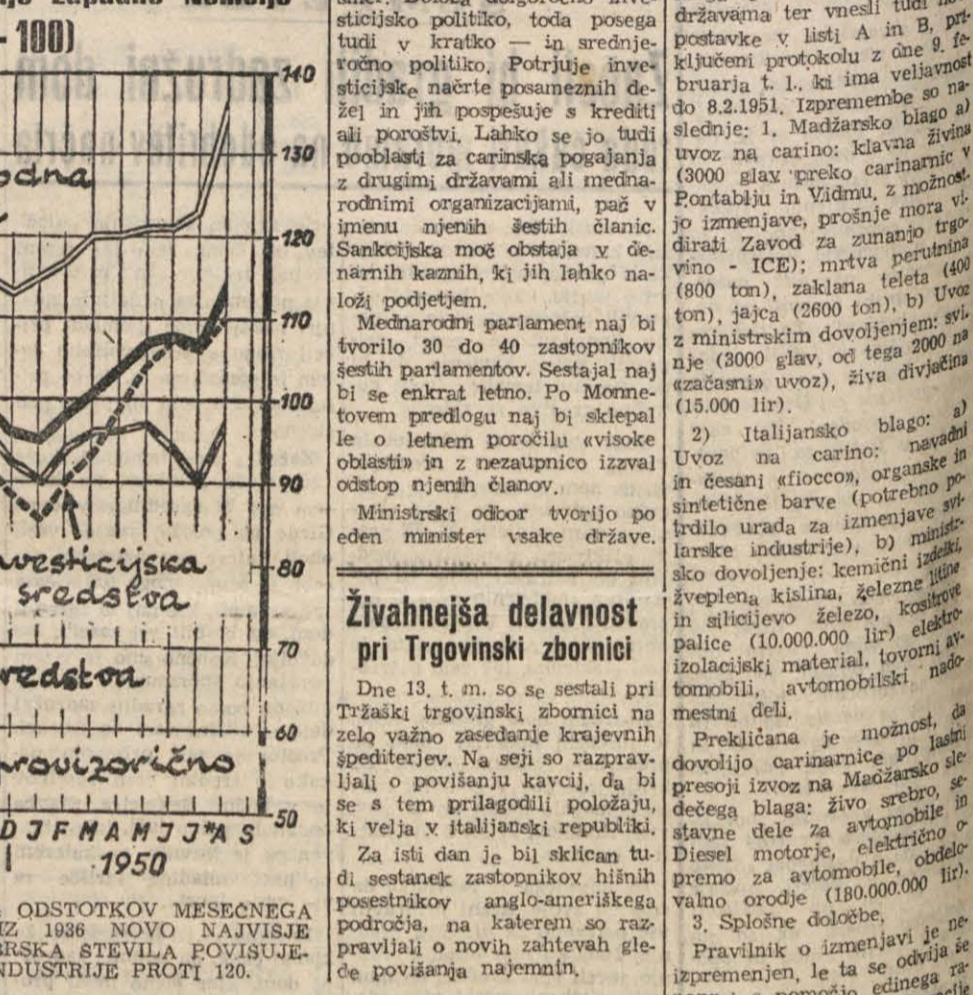 - 100)
140
130
120
110
100
90
80
70
60
50
odna
vesticijska
sredstva
redstva
rovizorično
D J F M A M J J *A S
1950
ODSTOTKOV MESEČNEGA
IZ 1936 NOVO NAJVIŠJE
RSKA ŠTEVILA POVIŠUJE-
NDUSTRIJE PROTI 120.
sticijsko politiko, toda posega
tudi v kratko — in srednje-
ročno politiko. Potrjuje inve-
sticijske načrte posameznih de-
žel in jih pospešuje s krediti
ali poroštvi. Lahko se jo tudi
pooblasti za carinska pogajanja
z drugimi državami ali medna-
rodnimi organizacijami, pač v
imenu njenih šestih članic.
Sankcijska moč obstaja v de-
narnih kaznih, ki jih lahko na-
loži podjetjem.
Mednarodni parlament naj bi
tvorilo 30 do 40 zastopnikov
šestih parlamentov. Sestajal naj
bi se enkrat letno. Po Monne-
tovem predlogu naj bi sklepal
le o letnem poročilu «visoke
oblasti» in z nezaupnico izzval
odstop njenih članov.
Ministrski odbor tvorijo po
eden minister vsake države.
Živahnejša delavnost
pri Trgovinski zbornici
Dne 13. t. m. so se sestali pri
Tržaški trgovinski zbornici na
zelo važno zasedanje krajevnih
špediterjev. Na seji so razprav-
ljali o povišanju kavcij, da bi
se s tem prilagodili položaju,
ki velja v italijanski republiki.
Za isti dan je bil sklican tu-
di sestanek zastopnikov hišnih
posestnikov anglo-ameriškega
področja, na katerem so raz-
pravljali o novih zahtevah gle-
de povišanja najemnin.
državama ter vnesli tudi
postavke v listi A in B, pri-
ključeni protokolu z dne 9. fe-
bruarja t. l., ki ima veljavnost
do 8.2.1951. Izpremembe so na-
slednje: 1. Madžarsko blago a)
uvoz na carino: klavna živina
(3000 glav preko carinarnic v
Pontablju in Vidmu, z možnost-
jo izmenjave, prošnje mora vi-
dirati Zavod za zunanjo trgo-
vino - ICE); mrtva perutnina
(800 ton), zaklana teleta (400
ton), jajca (2600 ton), b) Uvoz
z ministrskim dovoljenjem: svi-
nje (3000 glav, od tega 2000 na
«začasni» uvoz), živa divjačina
(15.000 lir).
2) Italijansko blago: a)
Uvoz na carino: navadni
in česani «fiocco», organske in
sintetične barve (potrebno po-
trdilo urada za izmenjave svi-
larske industrije), b) ministr-
sko dovoljenje: kemični izdelki,
žveplena kislina, železne litine
in silicijevo železo, kositrove
palice (10.000.000 lir) elektro-
izolacijski material, tovorni av-
tomobili, avtomobilski nado-
mestni deli.
Preklicana je možnost, da
dovolijo carinarnice po lastni
presoji izvoz na Madžarsko sle-
dečega blaga: živo srebro, se-
stavne dele za avtomobile in
Diesel motorje, električno o-
premo za avtomobile, obdelo-
valno orodje (180.000.000 lir).
3. Splošne določbe.
Pravilnik o izmenjavi je ne-
izpremenjen, le ta se odvija še
pomočjo edinega ra-